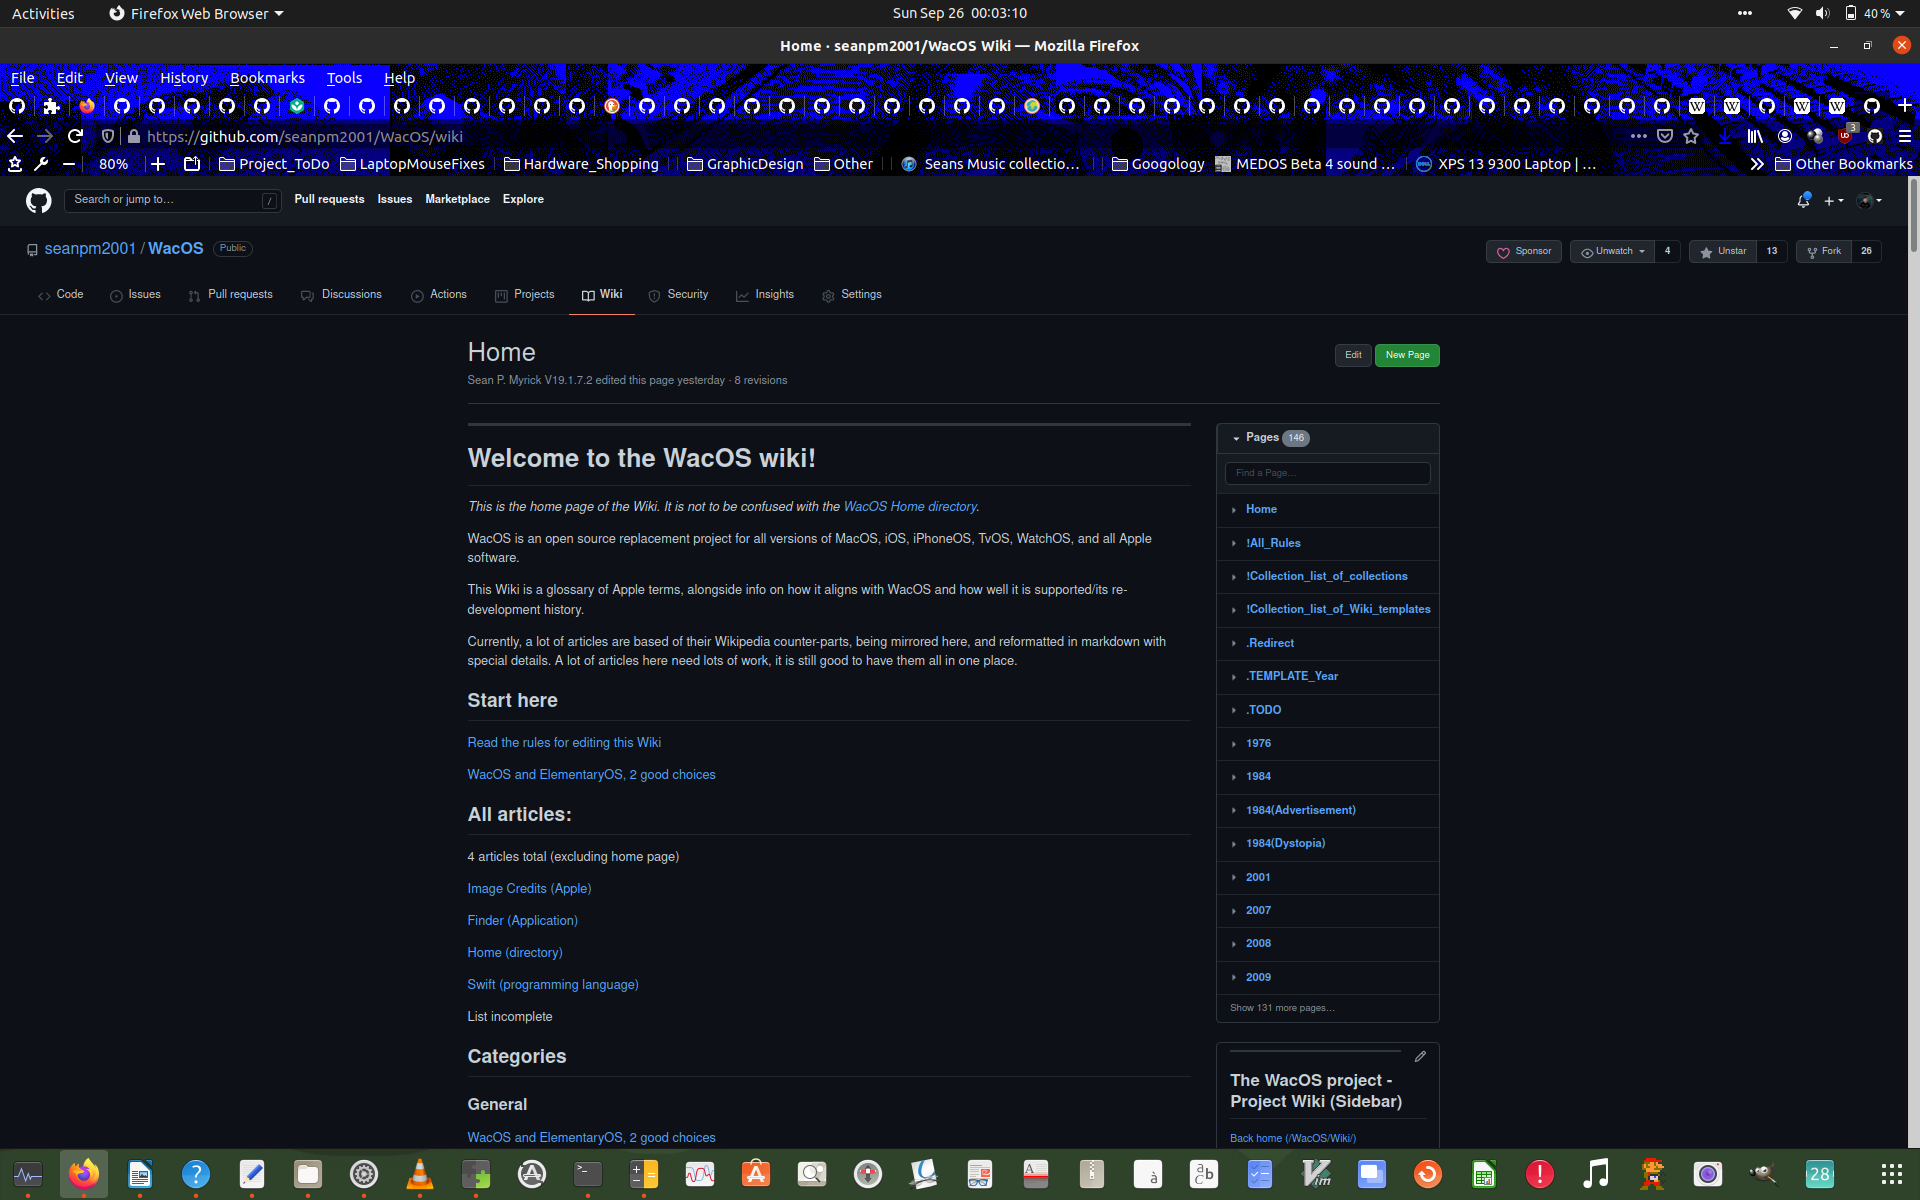 Activities Firefox Web Browser Sun Sep 26 00:03:10 40 %
Home · seanpm2001/WacOS Wiki — Mozilla Firefox
File Edit View History Bookmarks Tools Help
https://github.com/seanpm2001/WacOS/wiki 3
80% Project_ToDo LaptopMouseFixes Hardware_Shopping GraphicDesign Other Seans Music collectio… Googology MEDOS Beta 4 sound … XPS 13 9300 Laptop | … Other Bookmarks
Search or jump to… / Pull requests Issues Marketplace Explore
seanpm2001 / WacOS Public Sponsor Unwatch 4 Unstar 13 Fork 26
Code Issues Pull requests Discussions Actions Projects Wiki Security Insights Settings
Home
Edit New Page
Sean P. Myrick V19.1.7.2 edited this page yesterday · 8 revisions
Welcome to the WacOS wiki!
This is the home page of the Wiki. It is not to be confused with the WacOS Home directory.
WacOS is an open source replacement project for all versions of MacOS, iOS, iPhoneOS, TvOS, WatchOS, and all Apple
software.
This Wiki is a glossary of Apple terms, alongside info on how it aligns with WacOS and how well it is supported/its re-
development history.
Currently, a lot of articles are based of their Wikipedia counter-parts, being mirrored here, and reformatted in markdown with
special details. A lot of articles here need lots of work, it is still good to have them all in one place.
Start here
Read the rules for editing this Wiki
WacOS and ElementaryOS, 2 good choices
All articles:
4 articles total (excluding home page)
Image Credits (Apple)
Finder (Application)
Home (directory)
Swift (programming language)
List incomplete
Categories
General
WacOS and ElementaryOS, 2 good choices
Pages 146
Find a Page…
Home
!All_Rules
!Collection_list_of_collections
!Collection_list_of_Wiki_templates
.Redirect
.TEMPLATE_Year
.TODO
1976
1984
1984(Advertisement)
1984(Dystopia)
2001
2007
2008
2009
Show 131 more pages…
The WacOS project -
Project Wiki (Sidebar)
Back home (/WacOS/Wiki/)
28